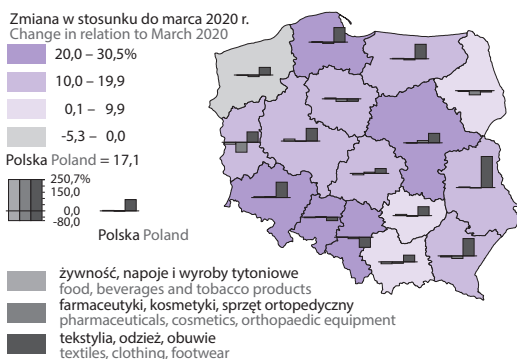 Zmiana w stosunku do marca 2020 r.
Change in relation to March 2020
20,0 – 30,5%
10,0 – 19,9
0,1 – 9,9
-5,3 – 0,0
Polska Poland = 17,1
250,7%
150,0
0,0
-80,0
Polska Poland
żywność, napoje i wyroby tytoniowe
food, beverages and tobacco products
farmaceutyki, kosmetyki, sprzęt ortopedyczny
pharmaceuticals, cosmetics, orthopaedic equipment
tekstylia, odzież, obuwie
textiles, clothing, footwear